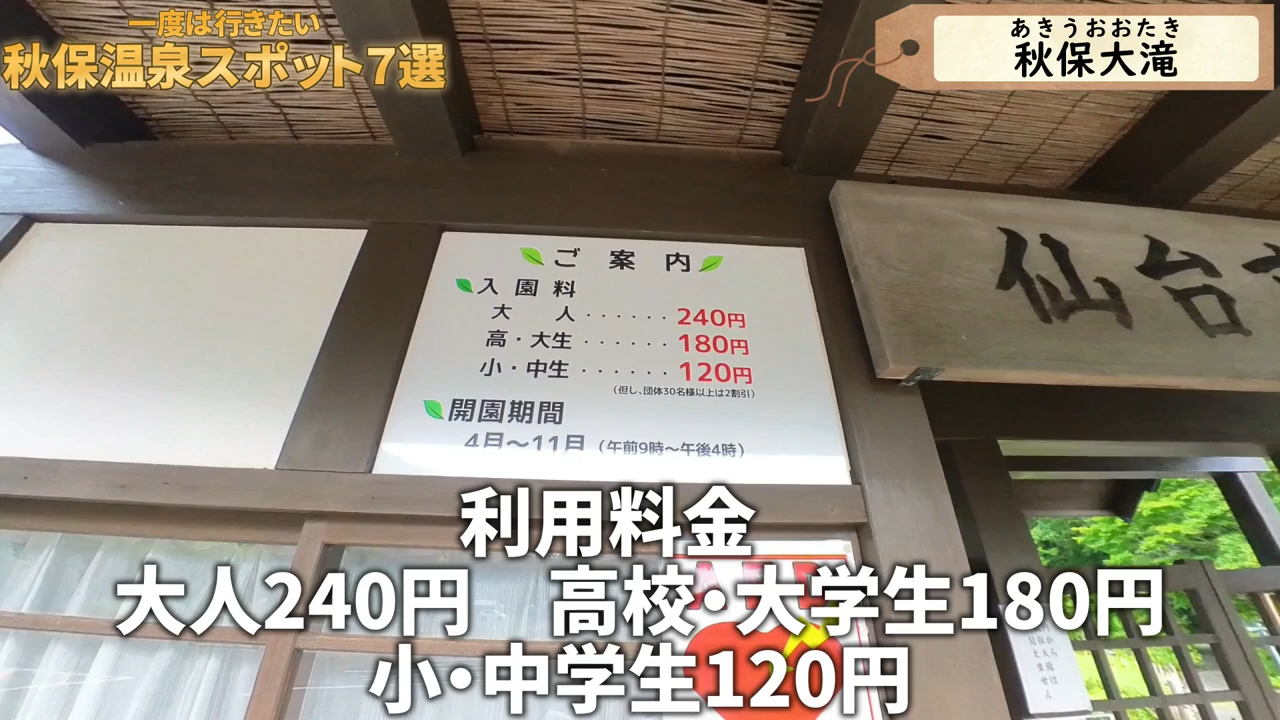 一度は行きたい
秋保温泉スポット7選
あきうおおたき
秋保大滝
ご案内
入園料
大人・・・・・・240円
高・大生・・・・・・180円
小・中生・・・・・・120円
（但し、団体30名様以上は2割引）
開園期間
4月〜11月（午前9時〜午後4時）
仙台
利用料金
大人240円　高校・大学生180円
小・中学生120円
AED